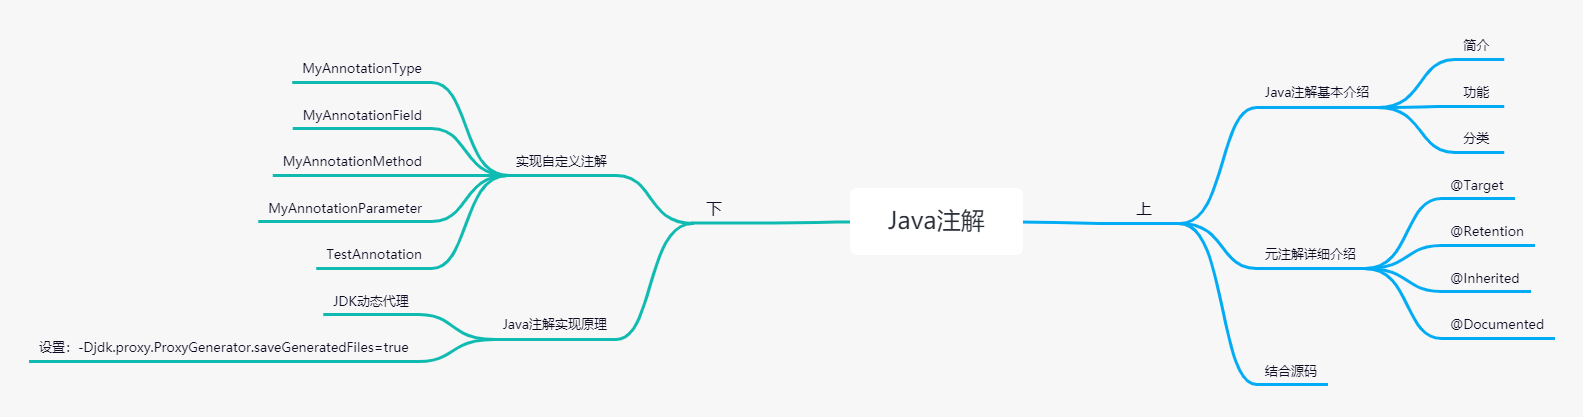 Java注解
上
Java注解基本介绍
简介
功能
分类
元注解详细介绍
@Target
@Retention
@Inherited
@Documented
结合源码
下
实现自定义注解
MyAnnotationType
MyAnnotationField
MyAnnotationMethod
MyAnnotationParameter
TestAnnotation
Java注解实现原理
JDK动态代理
设置：-Djdk.proxy.ProxyGenerator.saveGeneratedFiles=true